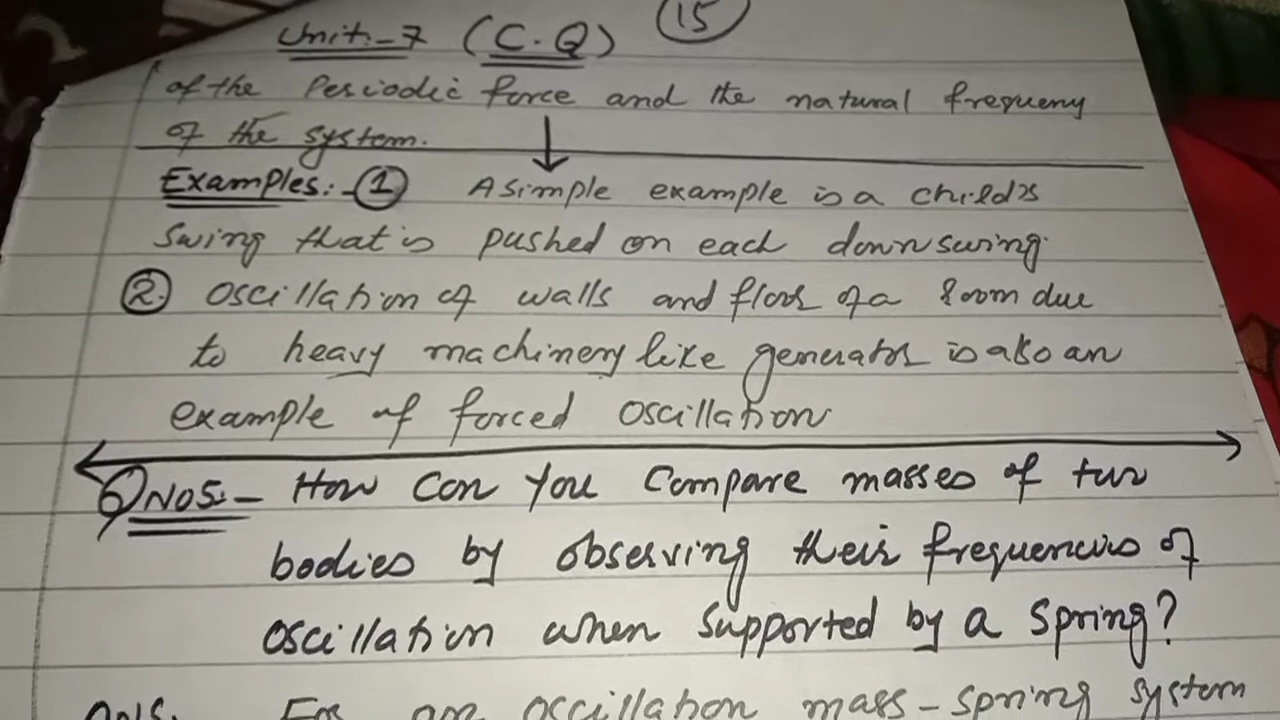 Unit-7 (C.Q) 15
of the Periodic force and the natural frequeny
of the system.
Examples:-① A simple example is a child's
swing that is pushed on each downswing.
② Oscillation of walls and floor of a room due
to heavy machinery like generator is also an
example of forced oscillation
QNO5:- How can you compare masses of two
bodies by observing their frequencies of
oscillation when supported by a spring?
Ans. For an oscillation mass-spring system